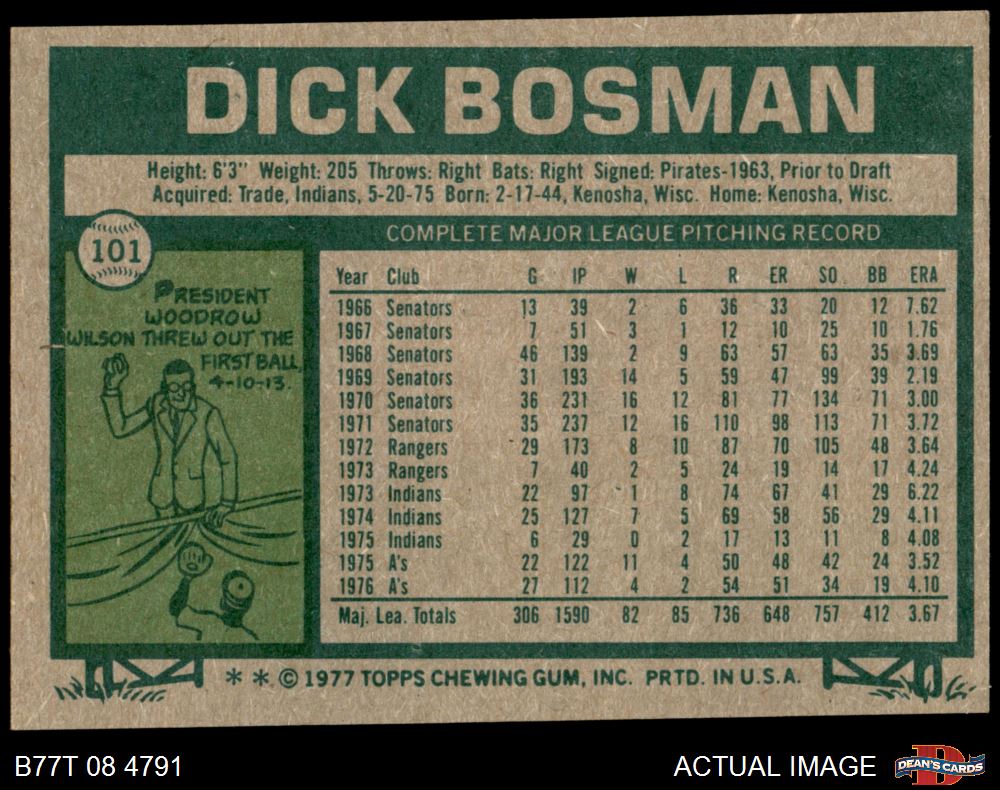 DICK BOSMAN
Height: 6'3" Weight: 205 Throws: Right Bats: Right Signed: Pirates-1963, Prior to Draft
Acquired: Trade, Indians, 5-20-75 Born: 2-17-44, Kenosha, Wisc. Home: Kenosha, Wisc.
101
PRESIDENT
WOODROW
WILSON THREW OUT THE
FIRST BALL,
4-10-13.
COMPLETE MAJOR LEAGUE PITCHING RECORD
Year Club G IP W L R ER SO BB ERA
1966 Senators 13 39 2 6 36 33 20 12 7.62
1967 Senators 7 51 3 1 12 10 25 10 1.76
1968 Senators 46 139 2 9 63 57 63 35 3.69
1969 Senators 31 193 14 5 59 47 99 39 2.19
1970 Senators 36 231 16 12 81 77 134 71 3.00
1971 Senators 35 237 12 16 110 98 113 71 3.72
1972 Rangers 29 173 8 10 87 70 105 48 3.64
1973 Rangers 7 40 2 5 24 19 14 17 4.24
1973 Indians 22 97 1 8 74 67 41 29 6.22
1974 Indians 25 127 7 5 69 58 56 29 4.11
1975 Indians 6 29 0 2 17 13 11 8 4.08
1975 A's 22 122 11 4 50 48 42 24 3.52
1976 A's 27 112 4 2 54 51 34 19 4.10
Maj. Lea. Totals 306 1590 82 85 736 648 757 412 3.67
* * © 1977 TOPPS CHEWING GUM, INC. PRTD. IN U.S.A.
B77T 08 4791 ACTUAL IMAGE DEAN'S CARDS